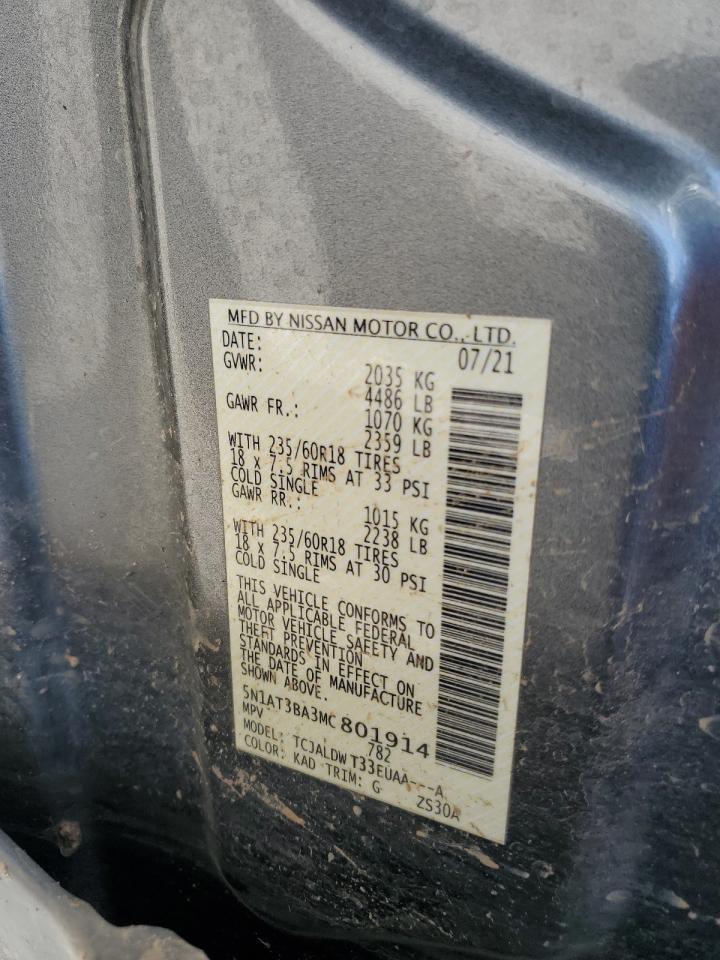 MFD BY NISSAN MOTOR CO., LTD.
DATE: 07/21
GVWR: 2035 KG
4486 LB
GAWR FR.: 1070 KG
2359 LB
WITH 235/60R18 TIRES
18 x 7.5 RIMS AT 33 PSI
COLD SINGLE
GAWR RR.: 1015 KG
2238 LB
WITH 235/60R18 TIRES
18 x 7.5 RIMS AT 30 PSI
COLD SINGLE
THIS VEHICLE CONFORMS TO
ALL APPLICABLE FEDERAL
MOTOR VEHICLE SAFETY AND
THEFT PREVENTION
STANDARDS IN EFFECT ON
THE DATE OF MANUFACTURE
SHOWN ABOVE.
5N1AT3BA3MC801914
MPV 782
MODEL: TCJALDWT33EUAA---A
COLOR: KAD TRIM: G ZS30A